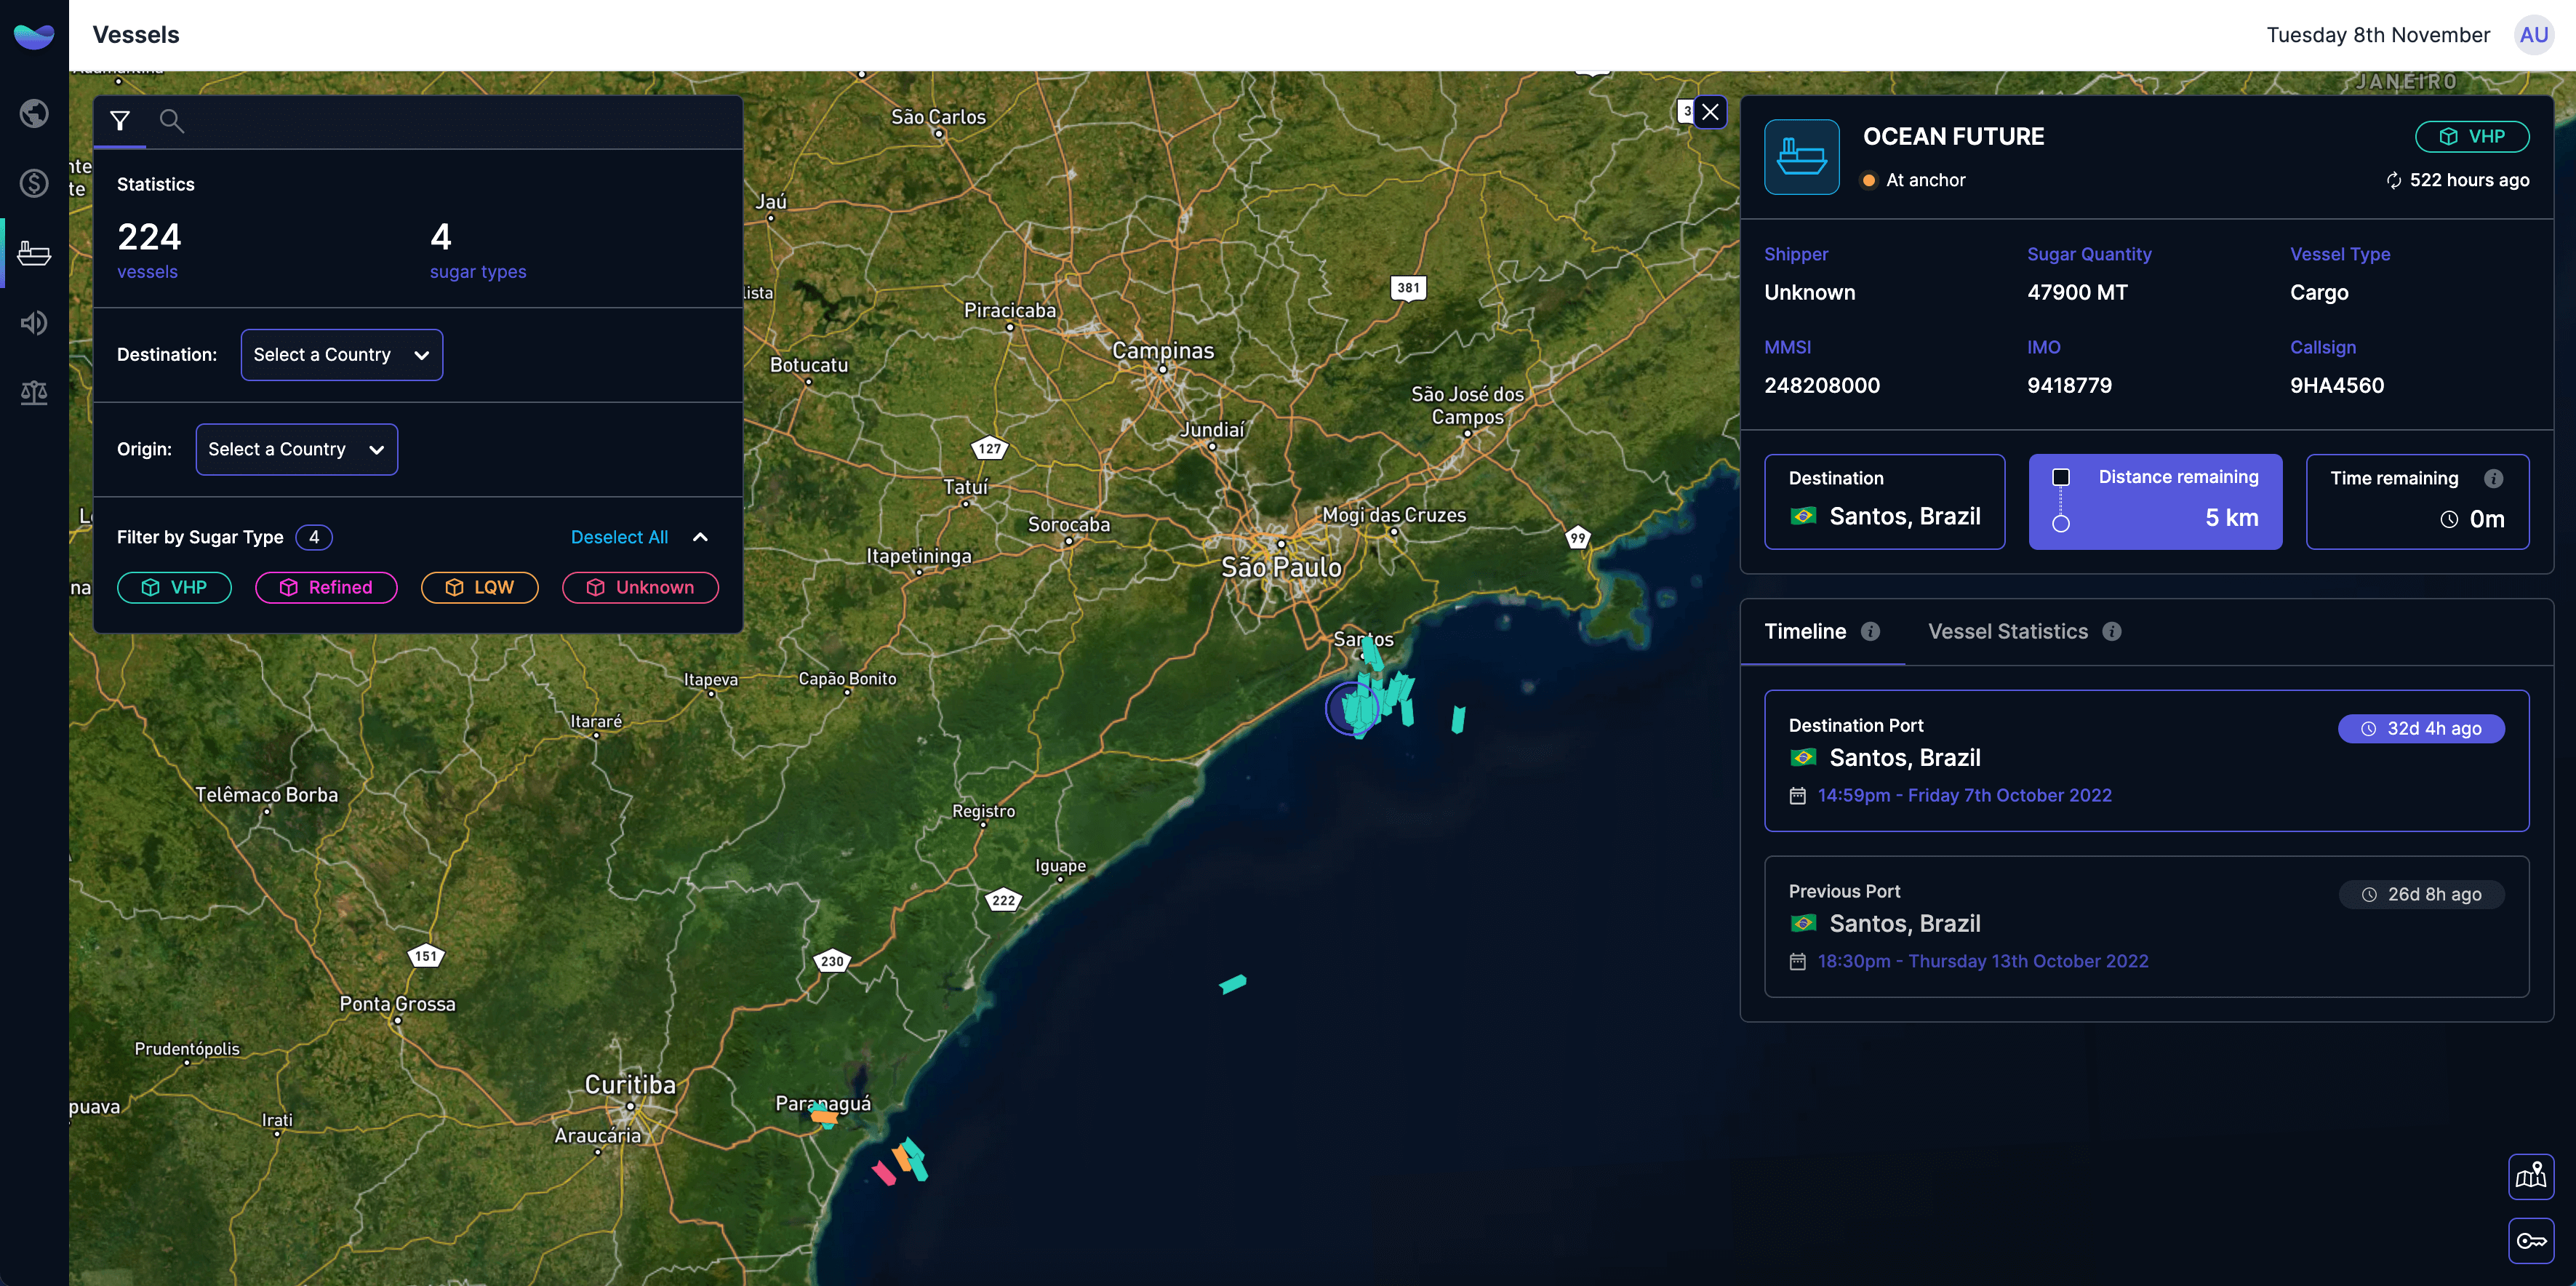 Vessels
Tuesday 8th November
AU
Statistics
224
4
vessels
sugar types
Destination:
Select a Country
Origin:
Select a Country
Filter by Sugar Type
4
Deselect All
VHP
Refined
LQW
Unknown
JANEIRO
São Carlos
3
Jaú
381
lista
Piracicaba
Campinas
Botucatu
São José dos
Campos
Jundiaí
127
Tatuí
Sorocaba
Mogi das Cruzes
99
Itapetininga
São Paulo
Santos
Itapeva
Capão Bonito
Itararé
Telêmaco Borba
Registro
Iguape
222
151
230
Ponta Grossa
Prudentópolis
Curitiba
Paranaguá
puava
Irati
Araucária
OCEAN FUTURE
VHP
At anchor
522 hours ago
Shipper
Sugar Quantity
Vessel Type
Unknown
47900 MT
Cargo
MMSI
IMO
Callsign
248208000
9418779
9HA4560
Destination
Santos, Brazil
Distance remaining
5 km
Time remaining
0m
Timeline
Vessel Statistics
Destination Port
32d 4h ago
Santos, Brazil
14:59pm - Friday 7th October 2022
Previous Port
26d 8h ago
Santos, Brazil
18:30pm - Thursday 13th October 2022